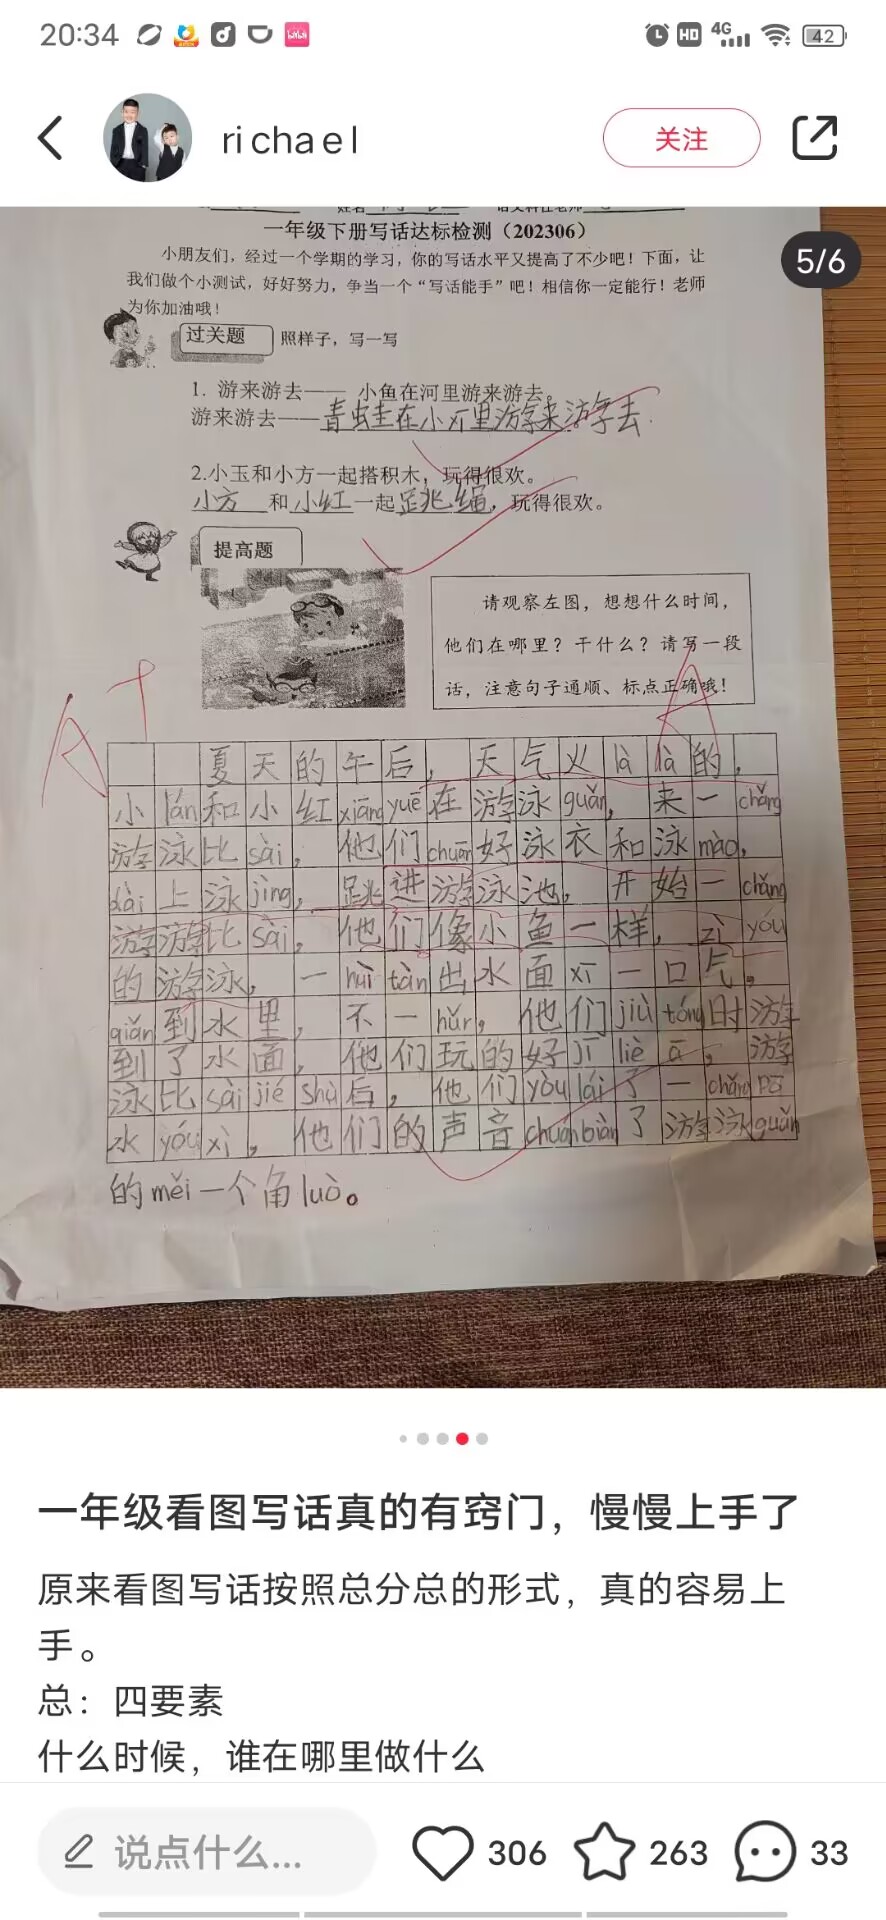 20:34
HD
4G
42
richael
关注
5/6
一年级下册写话达标检测（202306）
小朋友们，经过一个学期的学习，你的写话水平又提高了不少吧！下面，让
我们做个小测试，好好努力，争当一个“写话能手”吧！相信你一定能行！老师
为你加油哦！
过关题
照样子，写一写
1. 游来游去—— 小鱼在河里游来游去。
游来游去——青蛙在小河里游来游去.
2.小玉和小方一起搭积木，玩得很欢。
小方 和小红一起跳绳，玩得很欢。
提高题
请观察左图，想想什么时间，
他们在哪里？干什么？请写一段
话，注意句子通顺、标点正确哦！
A+
夏天的午后，天气火là là的，
小lán和小红xiāng yuē在游泳guǎn，来一chǎng
游泳比sài，他们chuān好泳衣和泳mào，
dài上泳jìng，跳进游泳池，开始一chǎng
游泳比sài，他们像小鱼一样，zì yóu
的游泳，一huì tàn出水面xī一口气，
qián到水里，不一huìr，他们jiù tóng时游
到了水面，他们玩的好jī liè ā，游
泳比sài jié shù后，他们yòu lái了一chǎng pō
水yóu xì，他们的声音chuán biàn了游泳guǎn
的měi一个角luò。
一年级看图写话真的有窍门，慢慢上手了
原来看图写话按照总分总的形式，真的容易上
手。
总：四要素
什么时候，谁在哪里做什么
说点什么...
306
263
33